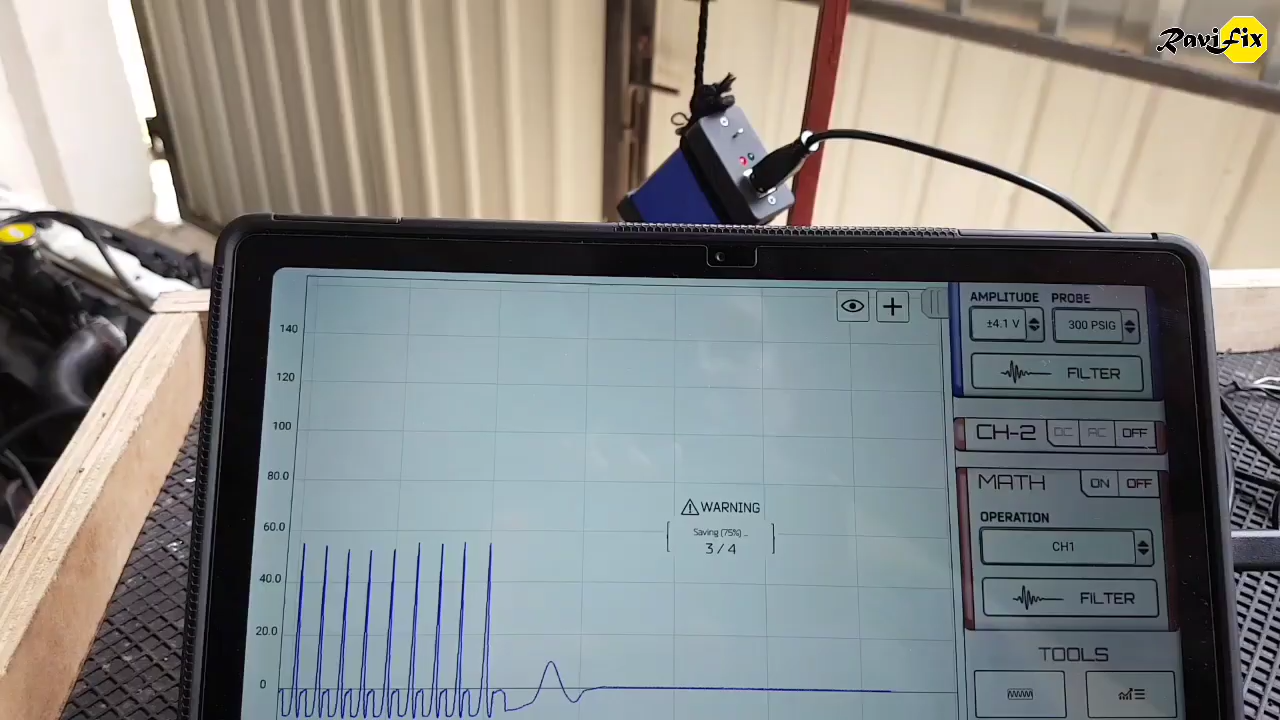 RaviFix
AMPLITUDE PROBE
±4.1 V 300 PSIG
FILTER
CH-2 DC AC OFF
MATH ON OFF
OPERATION
CH1
FILTER
TOOLS
WARNING
Saving (75%) ...
3 / 4
140
120
100
80.0
60.0
40.0
20.0
0